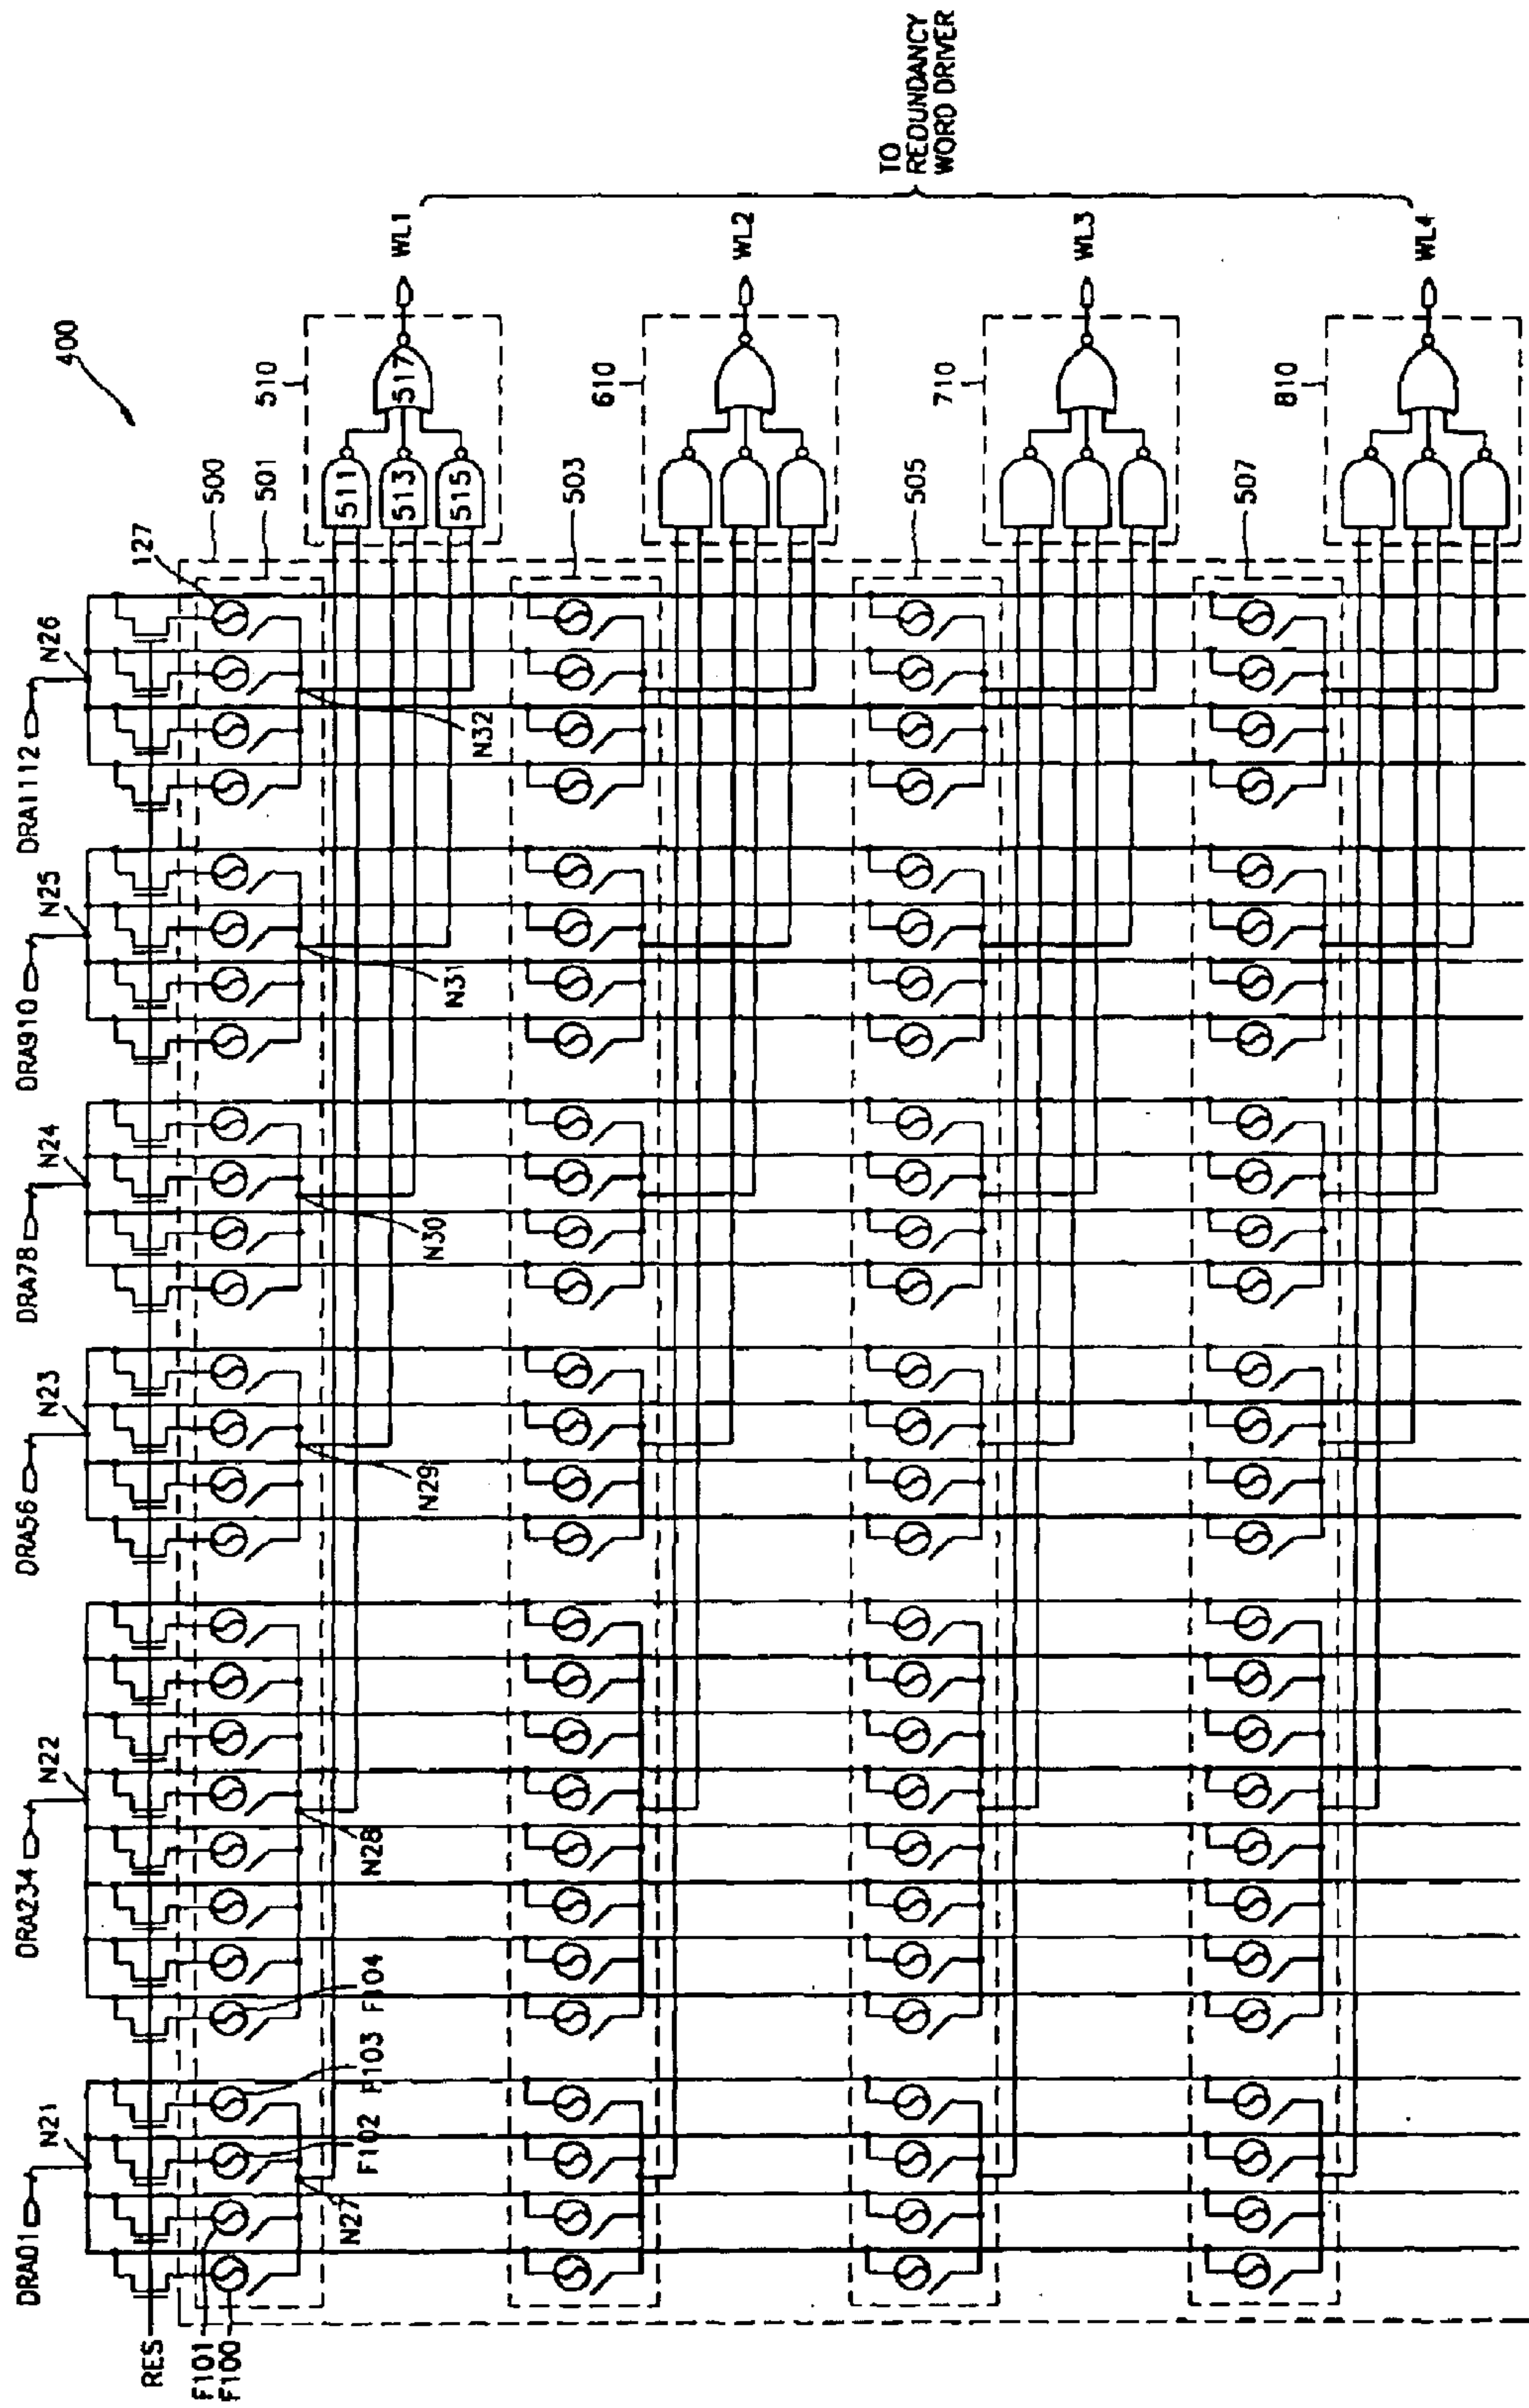 400
DRA01
DRA234
DRA56
DRA78
DRA910
DRA1112
N21
N22
N23
N24
N25
N26
RES
F101
F100
F102
F103
F104
127
500
501
N27
N28
N29
N30
N31
N32
510
511
513
515
517
WL1
503
610
WL2
TO
REDUNDANCY
WORD DRIVER
505
710
WL3
507
810
WL4